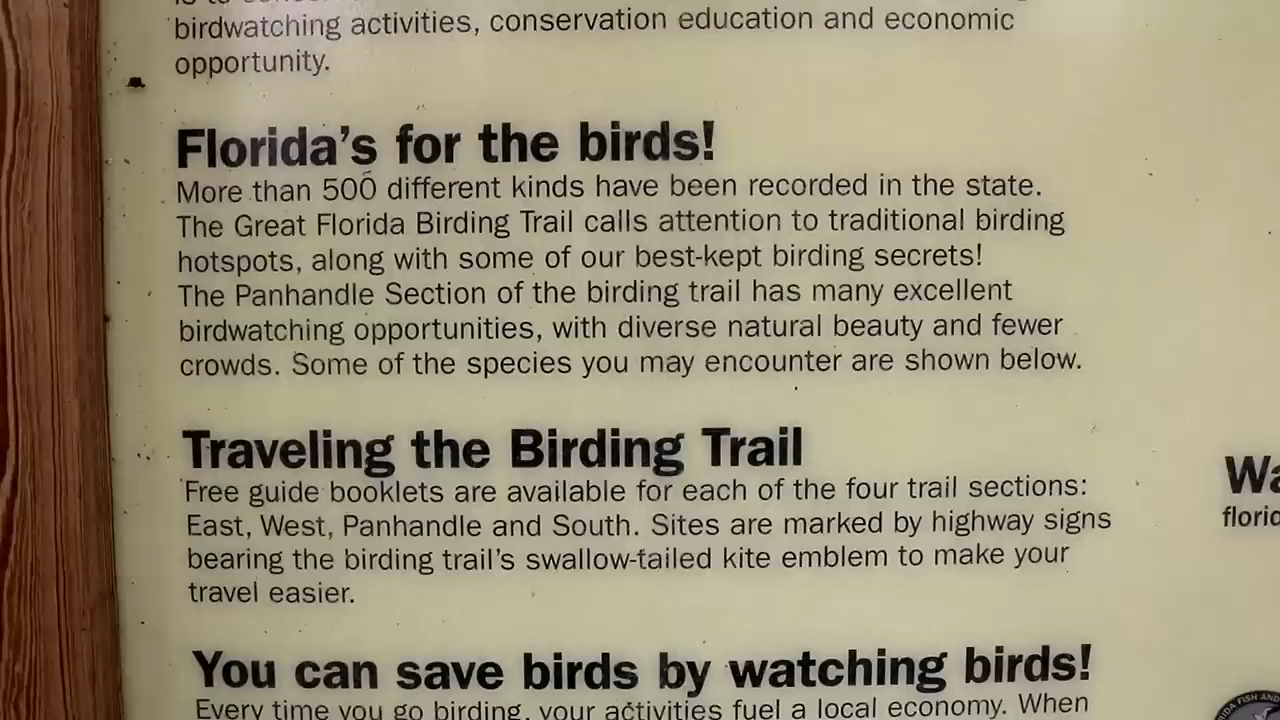 birdwatching activities, conservation education and economic
opportunity.
Florida's for the birds!
More than 500 different kinds have been recorded in the state.
The Great Florida Birding Trail calls attention to traditional birding
hotspots, along with some of our best-kept birding secrets!
The Panhandle Section of the birding trail has many excellent
birdwatching opportunities, with diverse natural beauty and fewer
crowds. Some of the species you may encounter are shown below.
Traveling the Birding Trail
Free guide booklets are available for each of the four trail sections:
East, West, Panhandle and South. Sites are marked by highway signs
bearing the birding trail's swallow-tailed kite emblem to make your
travel easier.
You can save birds by watching birds!
Every time you go birding, your activities fuel a local economy. When
FISH AND